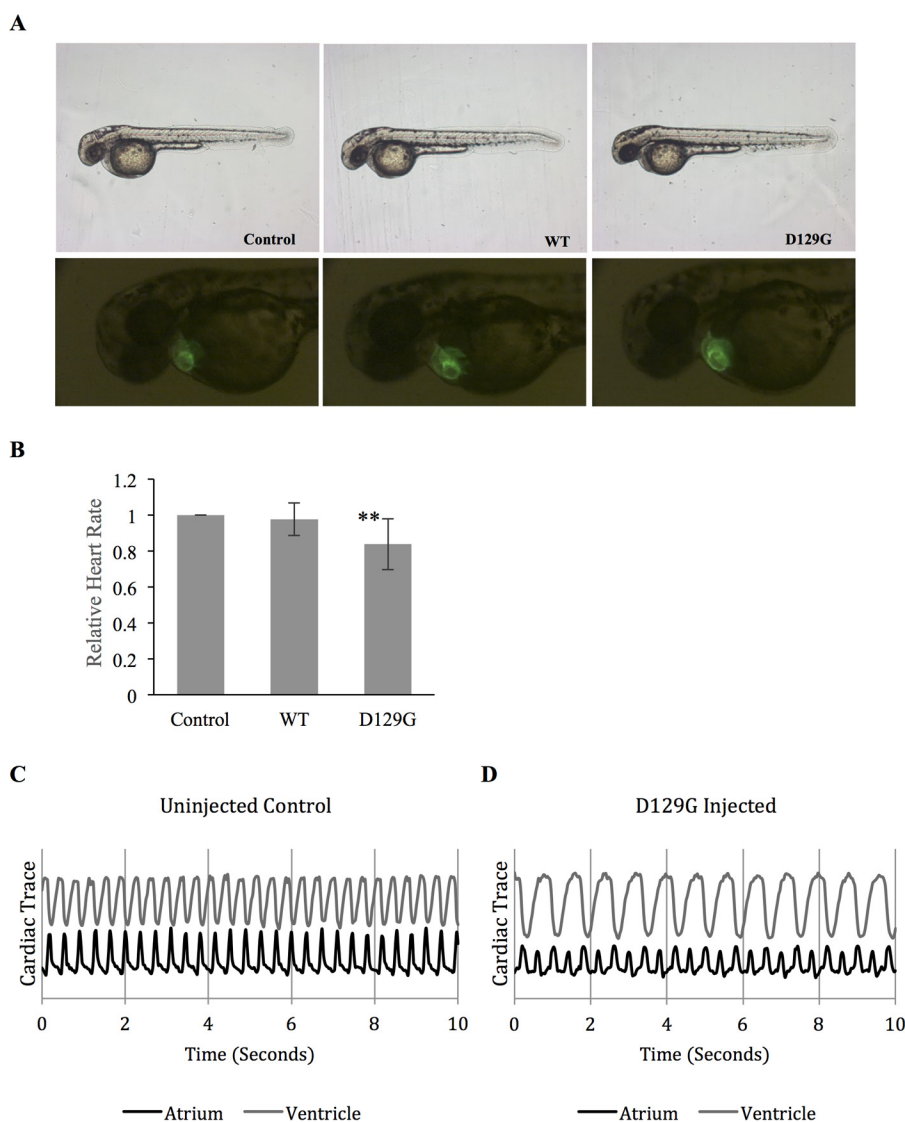 A
Control
WT
D129G
B
Relative Heart Rate
1.2
1
0.8
0.6
0.4
0.2
0
**
Control WT D129G
C
Uninjected Control
Cardiac Trace
0 2 4 6 8 10
Time (Seconds)
Atrium Ventricle
D
D129G Injected
Cardiac Trace
0 2 4 6 8 10
Time (Seconds)
Atrium Ventricle